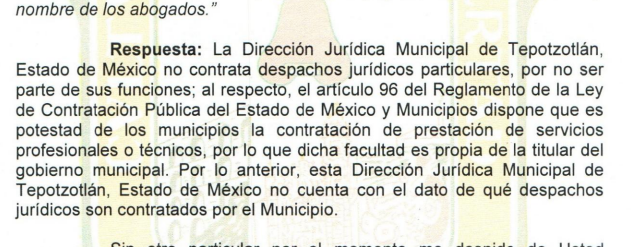 nombre de los abogados."
Respuesta: La Dirección Jurídica Municipal de Tepotzotlán,
Estado de México no contrata despachos jurídicos particulares, por no ser
parte de sus funciones; al respecto, el artículo 96 del Reglamento de la Ley
de Contratación Pública del Estado de México y Municipios dispone que es
potestad de los municipios la contratación de prestación de servicios
profesionales o técnicos, por lo que dicha facultad es propia de la titular del
gobierno municipal. Por lo anterior, esta Dirección Jurídica Municipal de
Tepotzotlán, Estado de México no cuenta con el dato de qué despachos
jurídicos son contratados por el Municipio.
Sin otro particular por el momento me despido de Usted